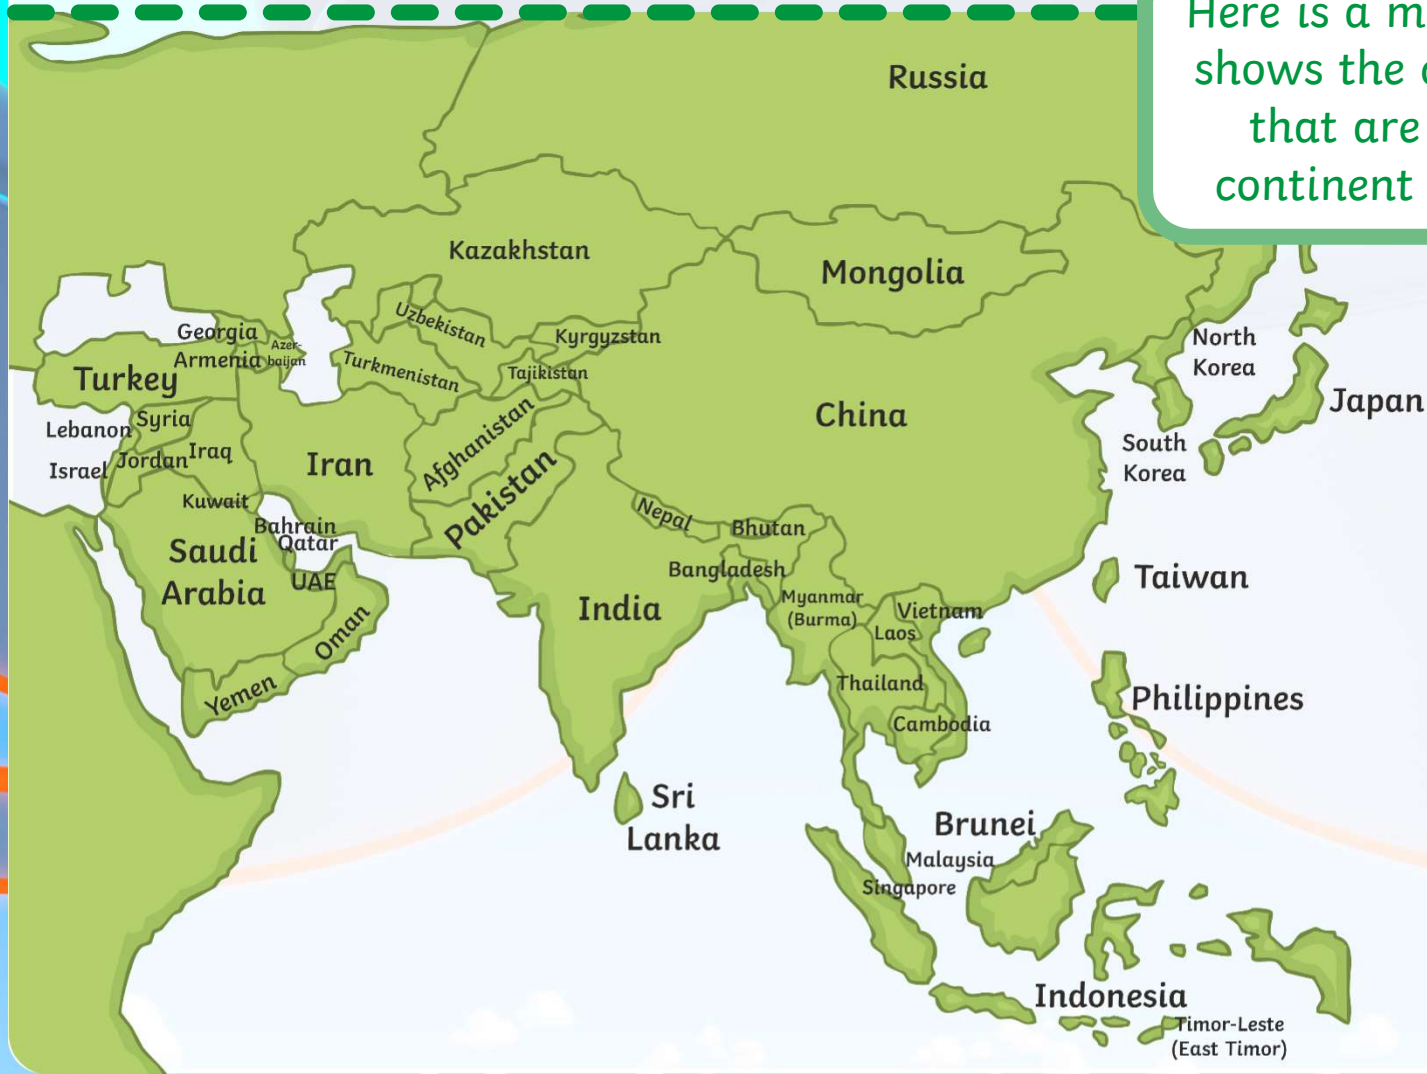 Here is a m
shows the
that are
continent
Russia
Kazakhstan
Mongolia
Uzbekistan
Kyrgyzstan
Georgia
Azer-
baijan
Armenia
Turkmenistan
Tajikistan
Turkey
North
Korea
Japan
China
Syria
Lebanon
Afghanistan
Iraq
Jordan
Israel
Iran
South
Korea
Pakistan
Kuwait
Nepal
Bhutan
Bahrain
Qatar
Saudi
Arabia
UAE
Bangladesh
Taiwan
India
Myanmar
(Burma)
Vietnam
Laos
Oman
Yemen
Thailand
Philippines
Cambodia
Sri
Lanka
Brunei
Malaysia
Singapore
Indonesia
Timor-Leste
(East Timor)